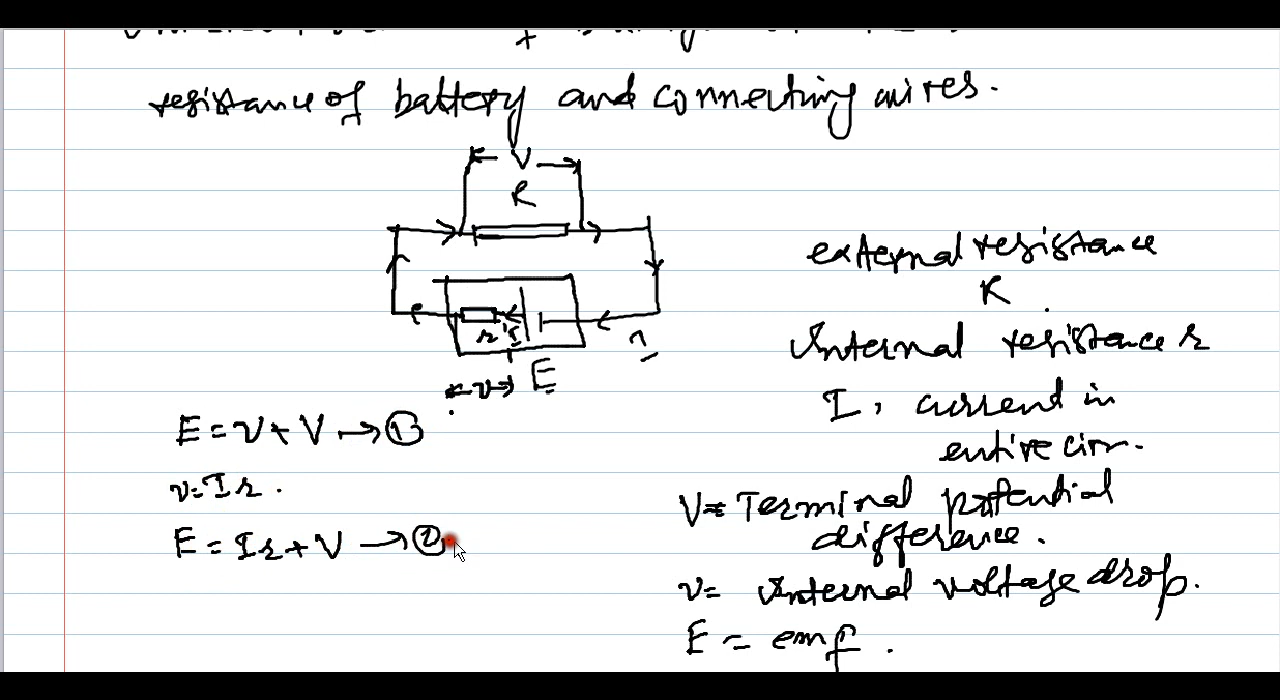 resistance of battery and connecting wires.
V
R
r I
I
v E
external resistance
R
Internal resistance r
I, current in
entire cirr.
E = v + V → ①
v = Ir.
E = Ir + V → ②
V = Terminal potential
difference.
v = Internal voltage drop.
E = emf.